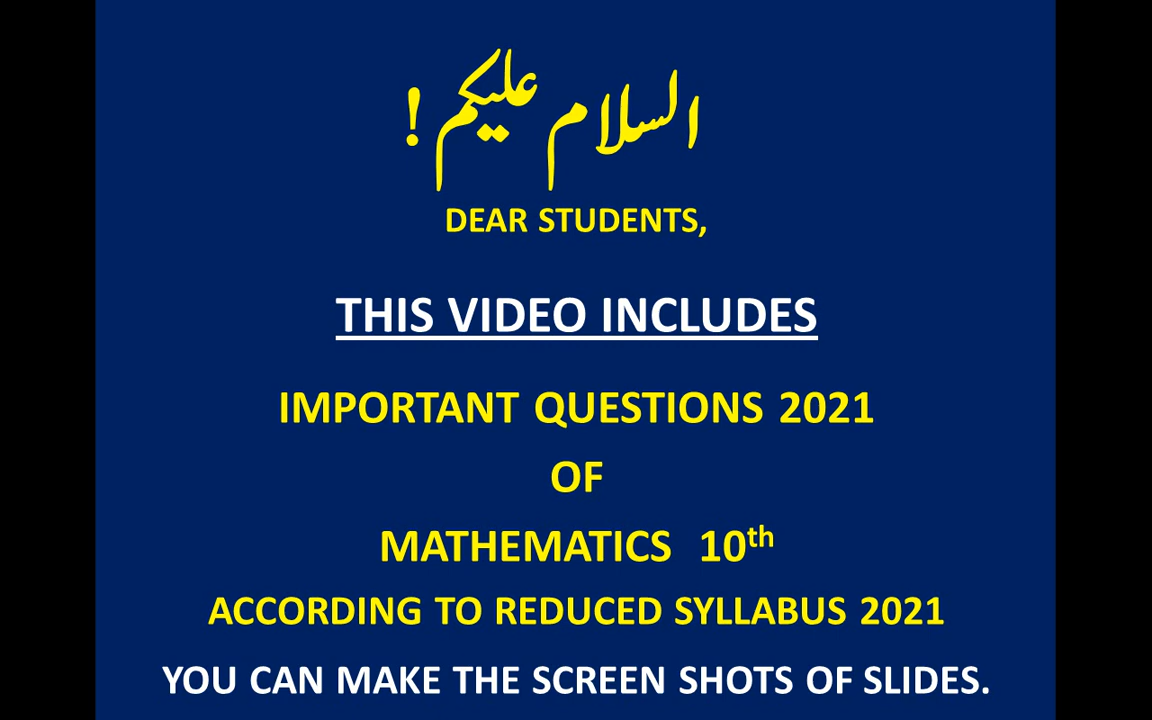 السلام علیکم!
DEAR STUDENTS,
THIS VIDEO INCLUDES
IMPORTANT QUESTIONS 2021
OF
MATHEMATICS 10th
ACCORDING TO REDUCED SYLLABUS 2021
YOU CAN MAKE THE SCREEN SHOTS OF SLIDES.